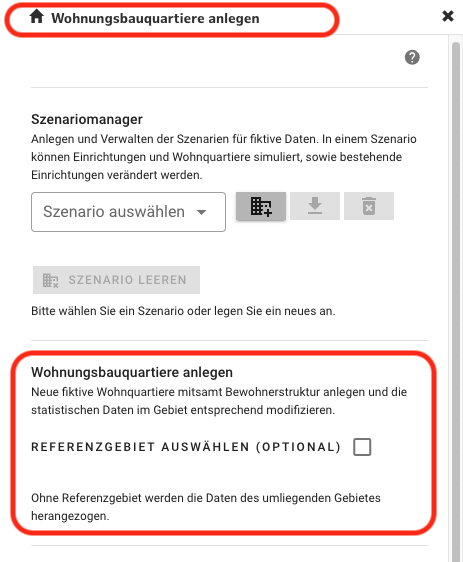 Wohnungsbauquartiere anlegen
Szenariomanager
Anlegen und Verwalten der Szenarien für fiktive Daten. In einem Szenario
können Einrichtungen und Wohnquartiere simuliert, sowie bestehende
Einrichtungen verändert werden.
Szenario auswählen
SZENARIO LEEREN
Bitte wählen Sie ein Szenario oder legen Sie ein neues an.
Wohnungsbauquartiere anlegen
Neue fiktive Wohnquartiere mitsamt Bewohnerstruktur anlegen und die
statistischen Daten im Gebiet entsprechend modifizieren.
REFERENZGEBIET AUSWÄHLEN (OPTIONAL)
Ohne Referenzgebiet werden die Daten des umliegenden Gebietes
herangezogen.